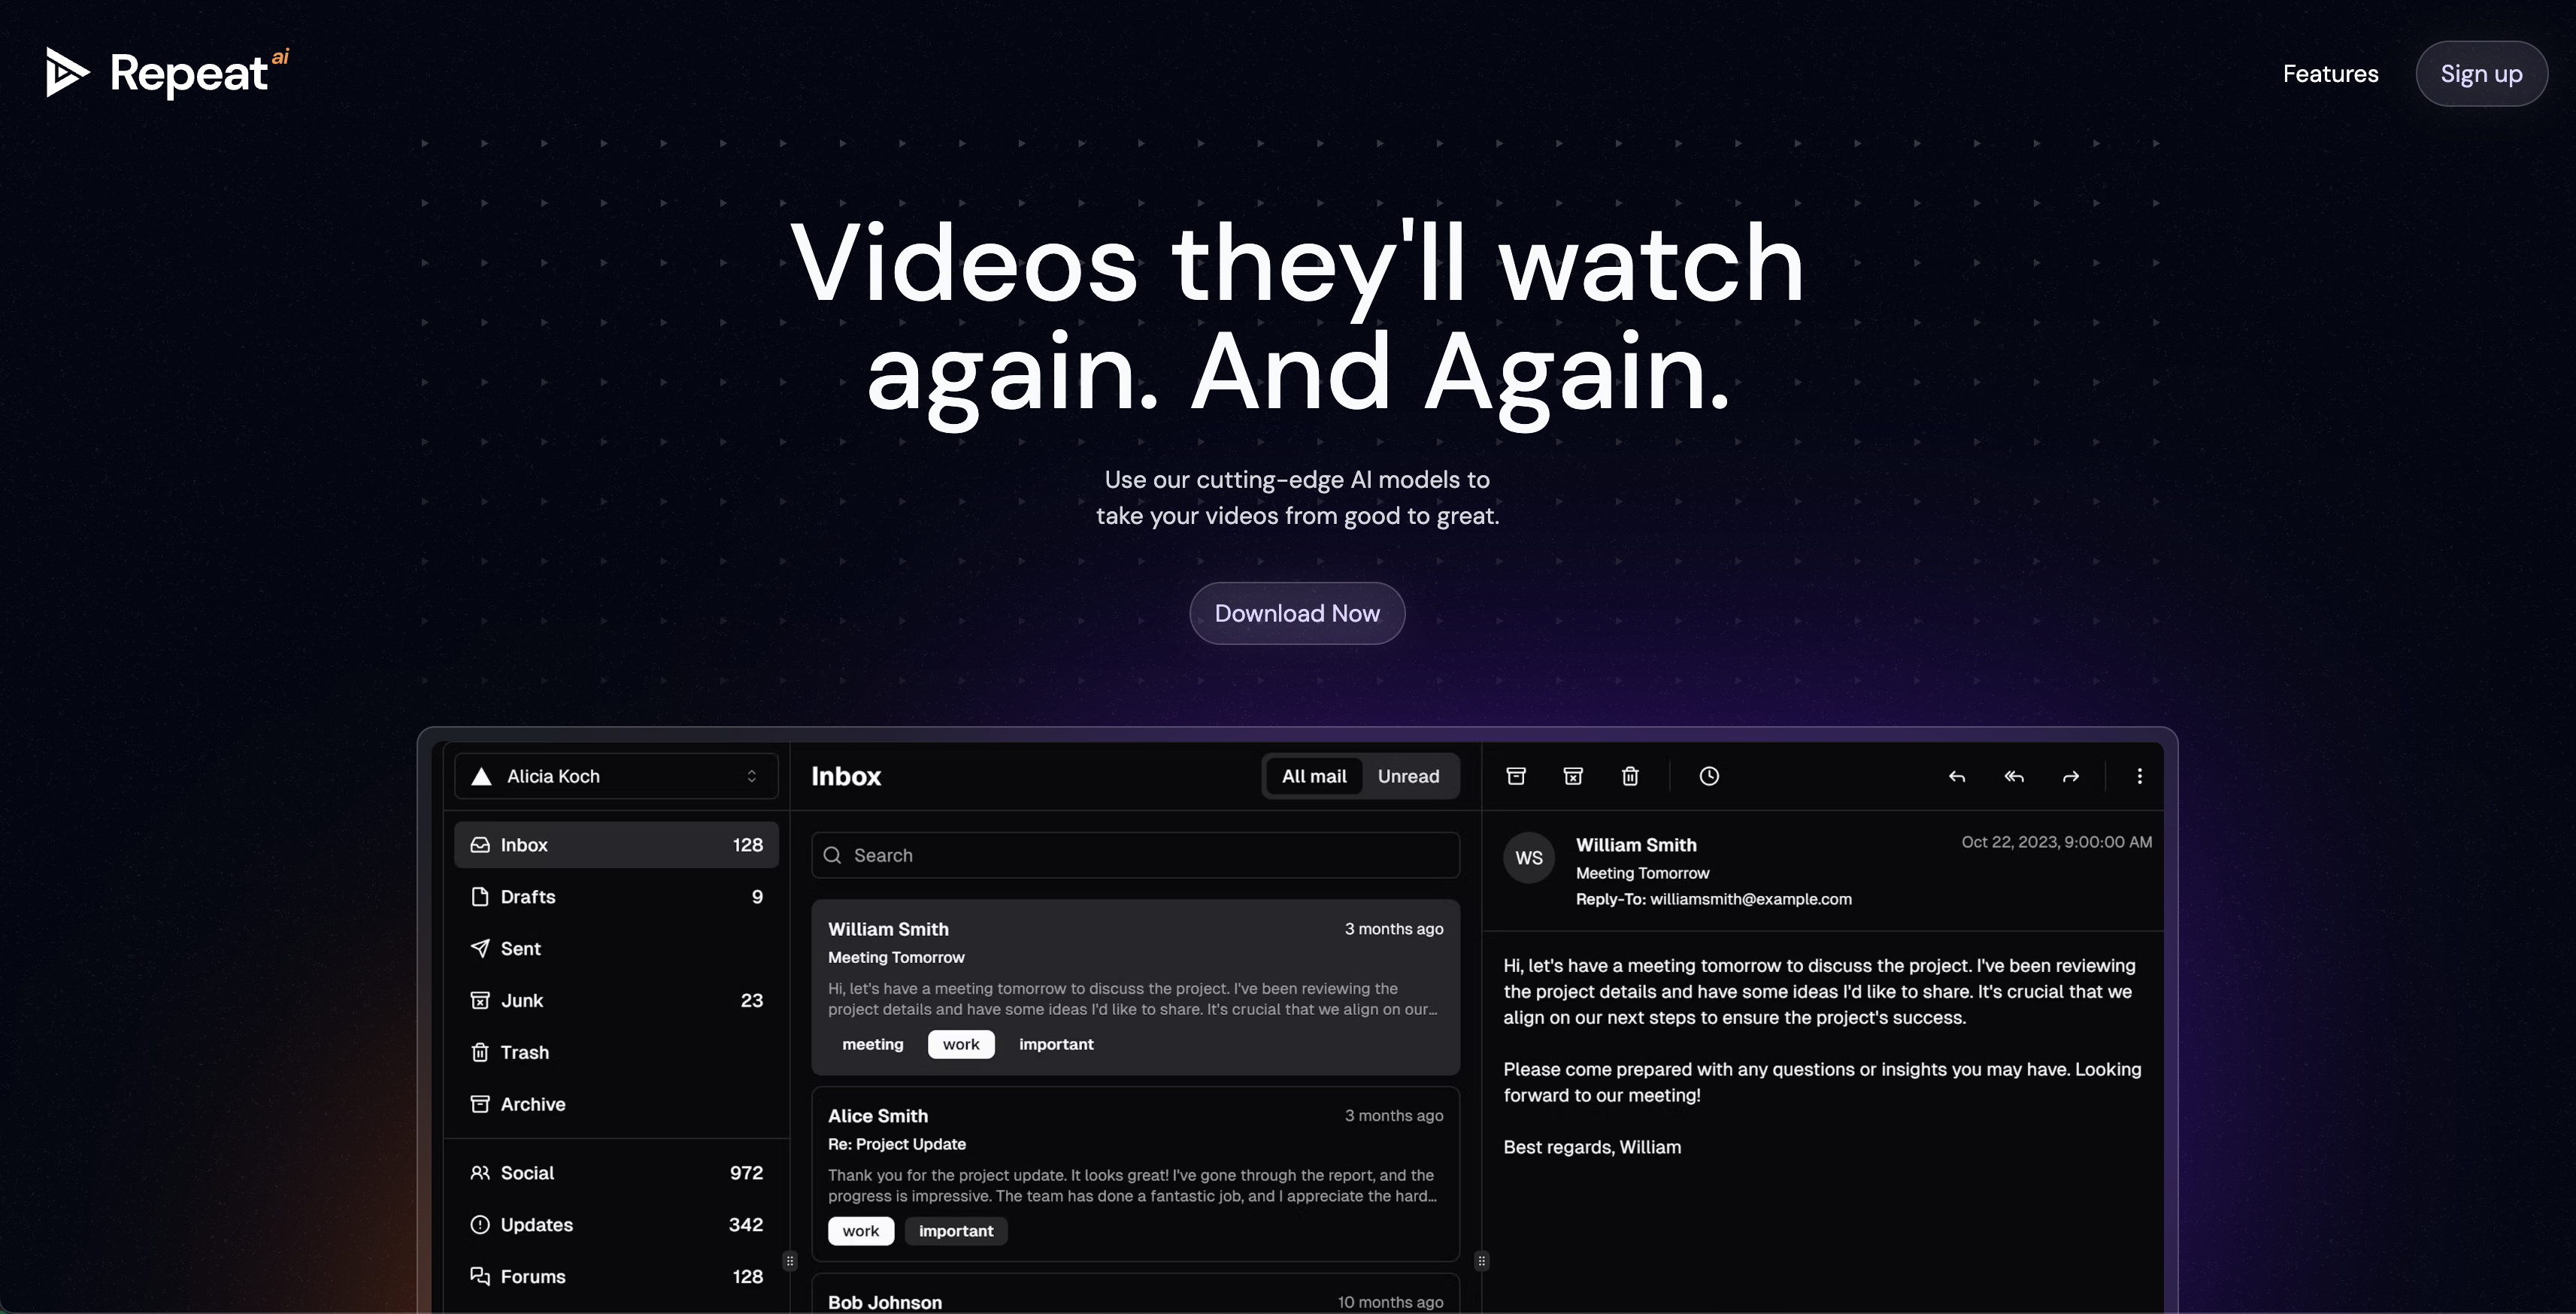 Repeat ai
Features
Sign up
Videos they'll watch
again. And Again.
Use our cutting-edge AI models to
take your videos from good to great.
Download Now
Alicia Koch
Inbox 128
Drafts 9
Sent
Junk 23
Trash
Archive
Social 972
Updates 342
Forums 128
Inbox
All mail
Unread
Search
William Smith 3 months ago
Meeting Tomorrow
Hi, let's have a meeting tomorrow to discuss the project. I've been reviewing the
project details and have some ideas I'd like to share. It's crucial that we align on our...
meeting work important
Alice Smith 3 months ago
Re: Project Update
Thank you for the project update. It looks great! I've gone through the report, and the
progress is impressive. The team has done a fantastic job, and I appreciate the hard...
work important
Bob Johnson 10 months ago
WS
William Smith Oct 22, 2023, 9:00:00 AM
Meeting Tomorrow
Reply-To: williamsmith@example.com
Hi, let's have a meeting tomorrow to discuss the project. I've been reviewing
the project details and have some ideas I'd like to share. It's crucial that we
align on our next steps to ensure the project's success.
Please come prepared with any questions or insights you may have. Looking
forward to our meeting!
Best regards, William